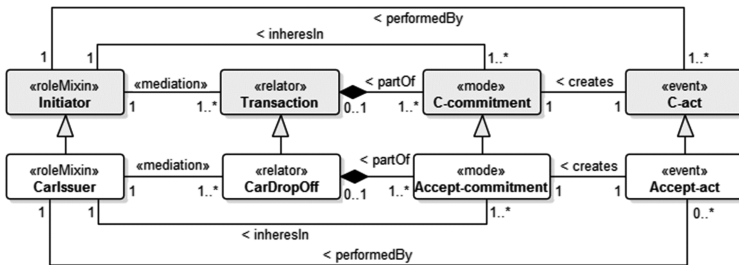 < performedBy
1
1
< inheresIn
1..*
1..*
«roleMixin»
Initiator
«mediation»
1
1..*
«relator»
Transaction
< partOf
0..1
1..*
«mode»
C-commitment
< creates
1
1
«event»
C-act
«roleMixin»
CarIssuer
«mediation»
1
1..*
«relator»
CarDropOff
< partOf
0..1
1..*
«mode»
Accept-commitment
< creates
1
1
«event»
Accept-act
1
1
1..*
0..*
< inheresIn
< performedBy